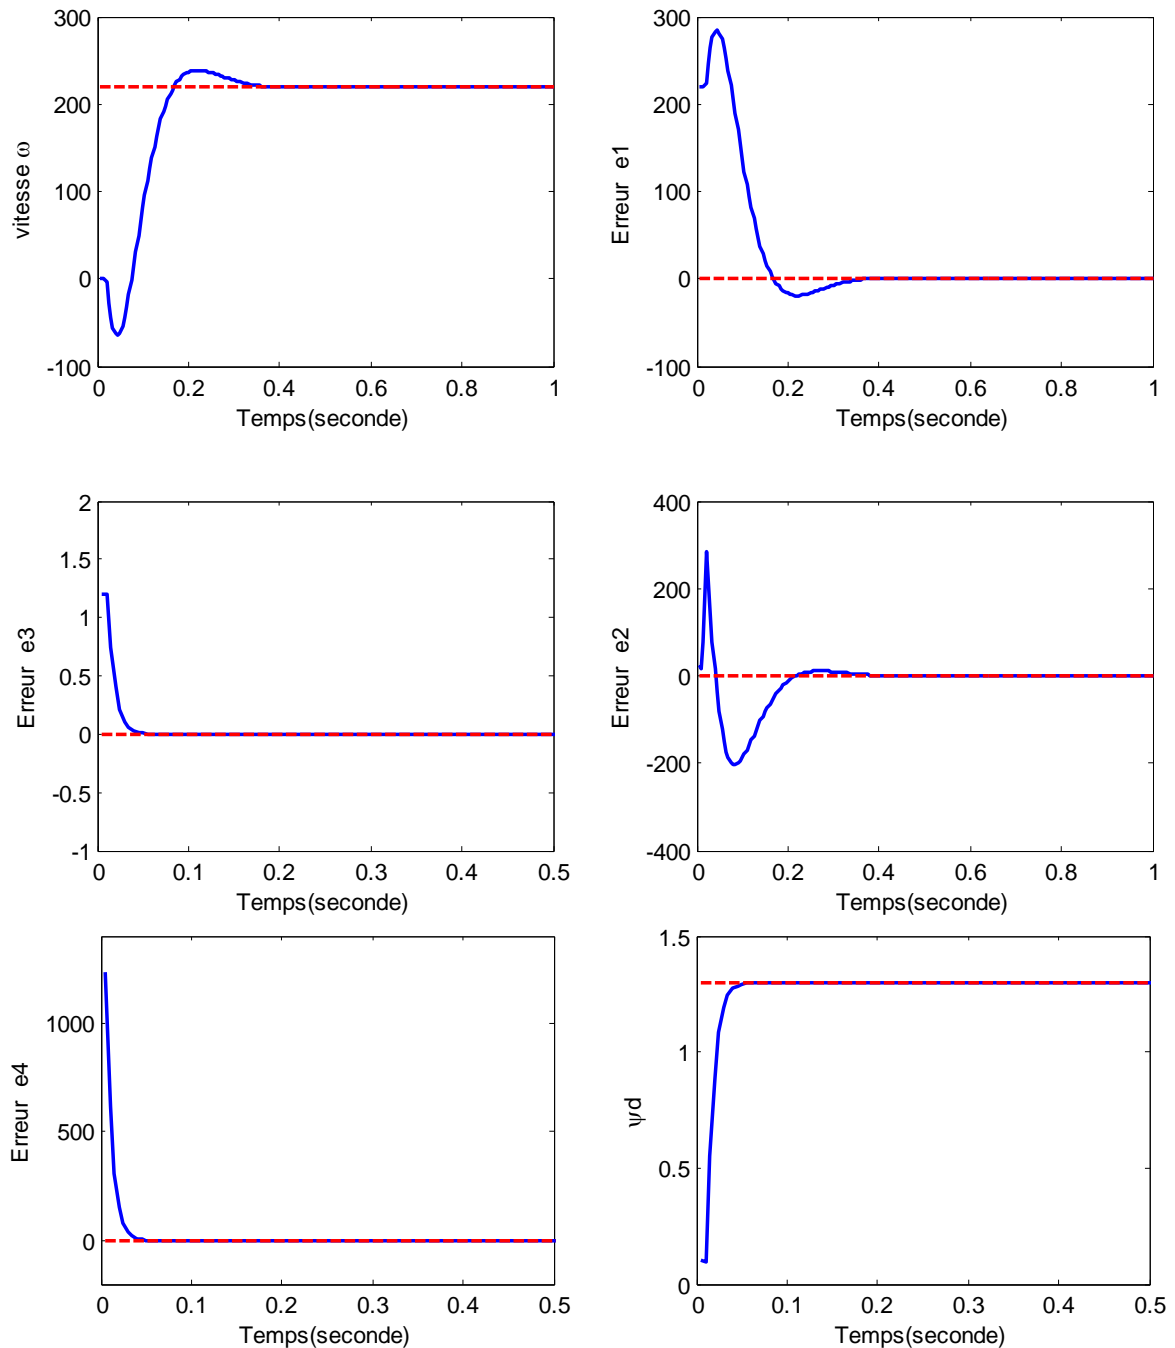 300
200
100
0
-100
vitesse ω
0 0.2 0.4 0.6 0.8 1
Temps(seconde)
300
200
100
0
-100
Erreur e1
0 0.2 0.4 0.6 0.8 1
Temps(seconde)
2
1.5
1
0.5
0
-0.5
-1
Erreur e3
0 0.1 0.2 0.3 0.4 0.5
Temps(seconde)
400
200
0
-200
-400
Erreur e2
0 0.2 0.4 0.6 0.8 1
Temps(seconde)
1000
500
0
Erreur e4
0 0.1 0.2 0.3 0.4 0.5
Temps(seconde)
1.5
1
0.5
0
ψd
0 0.1 0.2 0.3 0.4 0.5
Temps(seconde)